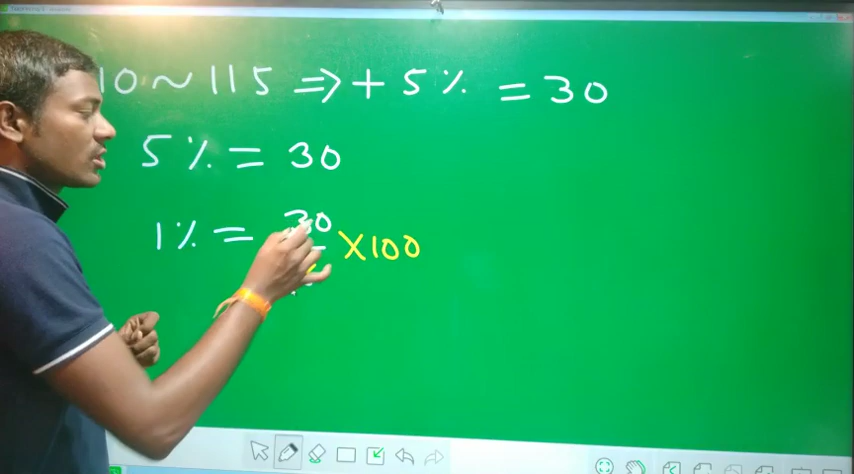 10 ~ 115 ⇒ + 5 % = 30
5 % = 30
1 % = 30 × 100